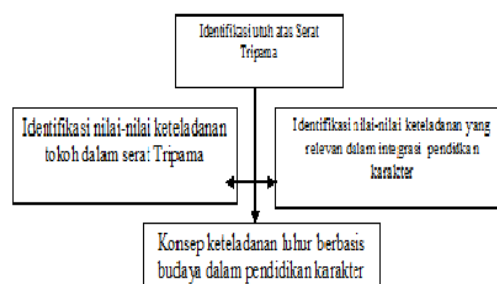 Identifikasi utuh atas Serat
Tripama
Identifikasi nilai-nilai keteladanan
tokoh dalam serat Tripama
Identifikasi nilai-nilai keteladanan yang
relevan dalam integrasi pendidikan
karakter
Konsep keteladanan luhur berbasis
budaya dalam pendidikan karakter